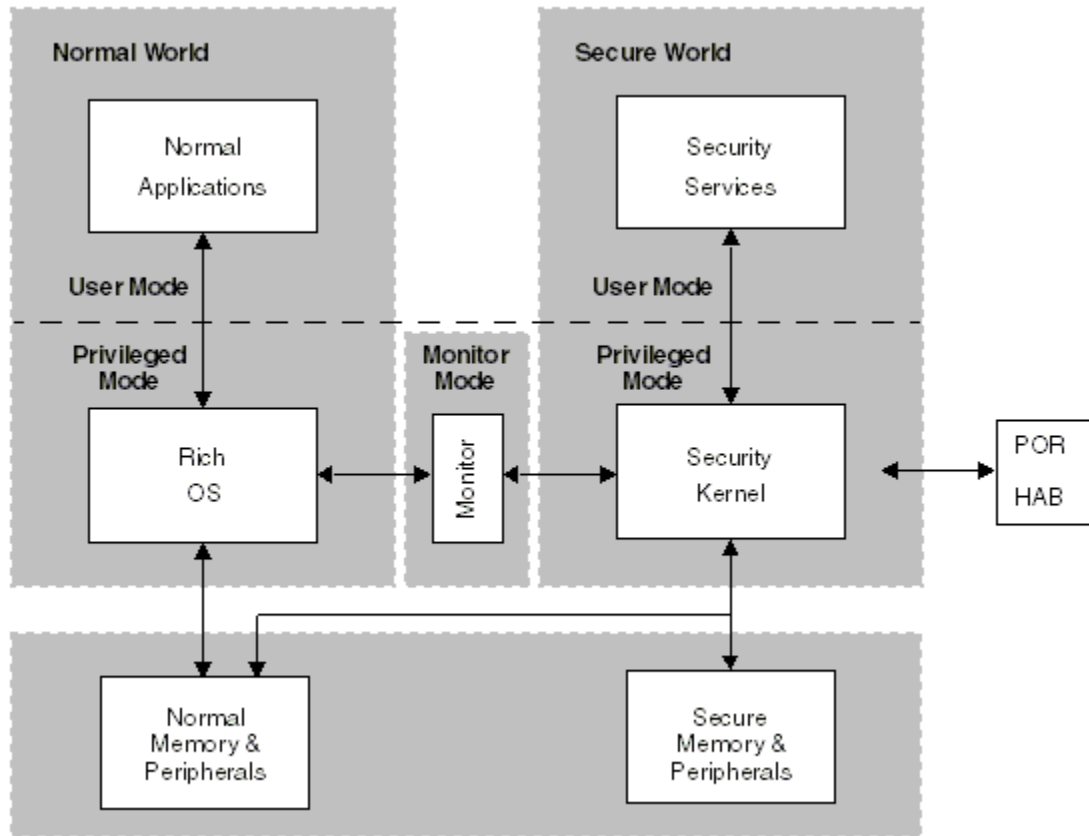 Normal World
Secure World
Normal
Applications
Security
Services
User Mode
User Mode
Privileged
Mode
Monitor
Mode
Privileged
Mode
Rich
OS
Monitor
Security
Kernel
POR
HAB
Normal
Memory &
Peripherals
Secure
Memory &
Peripherals